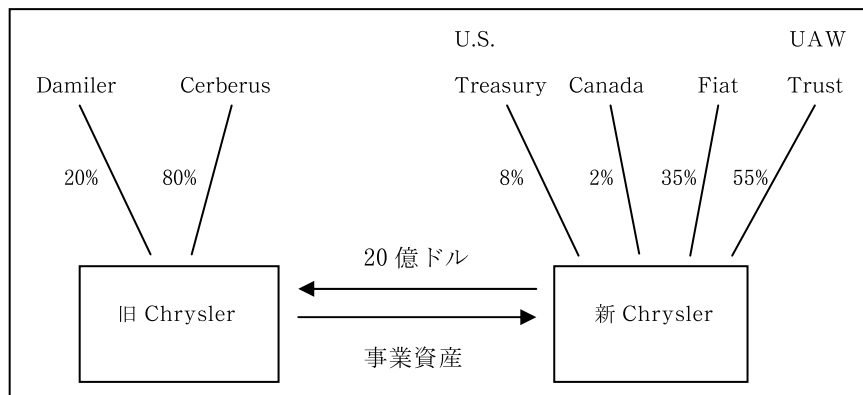 U.S.
UAW
Damiler
Cerberus
Treasury
Canada
Fiat
Trust
20%
80%
8%
2%
35%
55%
20 億ドル
旧 Chrysler
新 Chrysler
事業資産